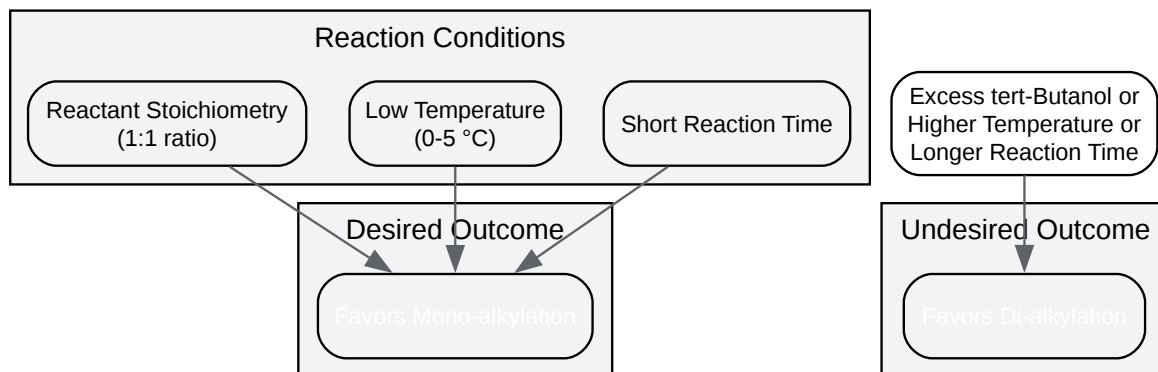 Reaction Conditions
Reactant Stoichiometry
(1:1 ratio)
Low Temperature
(0-5 °C)
Short Reaction Time
Excess tert-Butanol or
Higher Temperature or
Longer Reaction Time
Desired Outcome
Undesired Outcome
Favors Mono-alkylation
Favors Di-alkylation